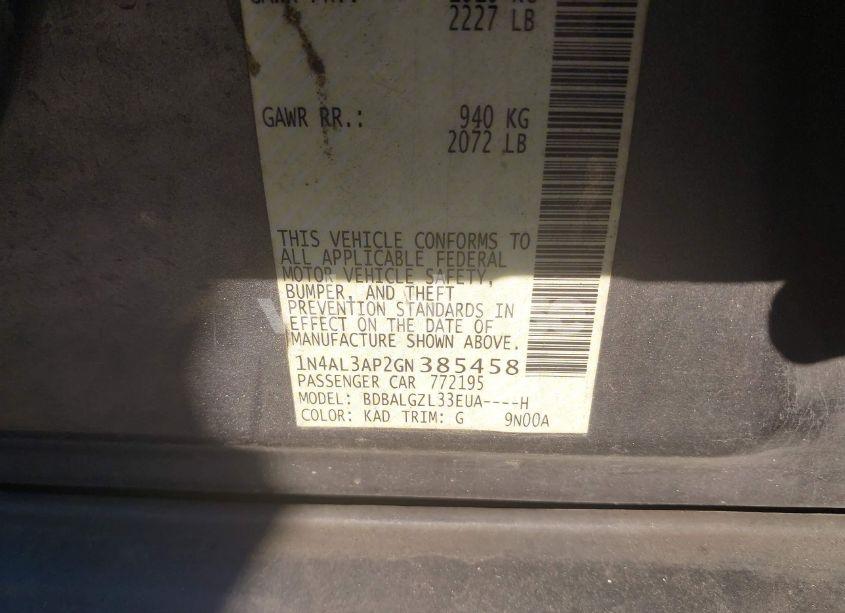 2227 LB
GAWR RR.: 940 KG
2072 LB
THIS VEHICLE CONFORMS TO
ALL APPLICABLE FEDERAL
MOTOR VEHICLE SAFETY,
BUMPER, AND THEFT
PREVENTION STANDARDS IN
EFFECT ON THE DATE OF
MANUFACTURE SHOWN ABOVE.
1N4AL3AP2GN385458
PASSENGER CAR 772195
MODEL: BDBALGZL33EUA----H
COLOR: KAD TRIM: G 9N00A